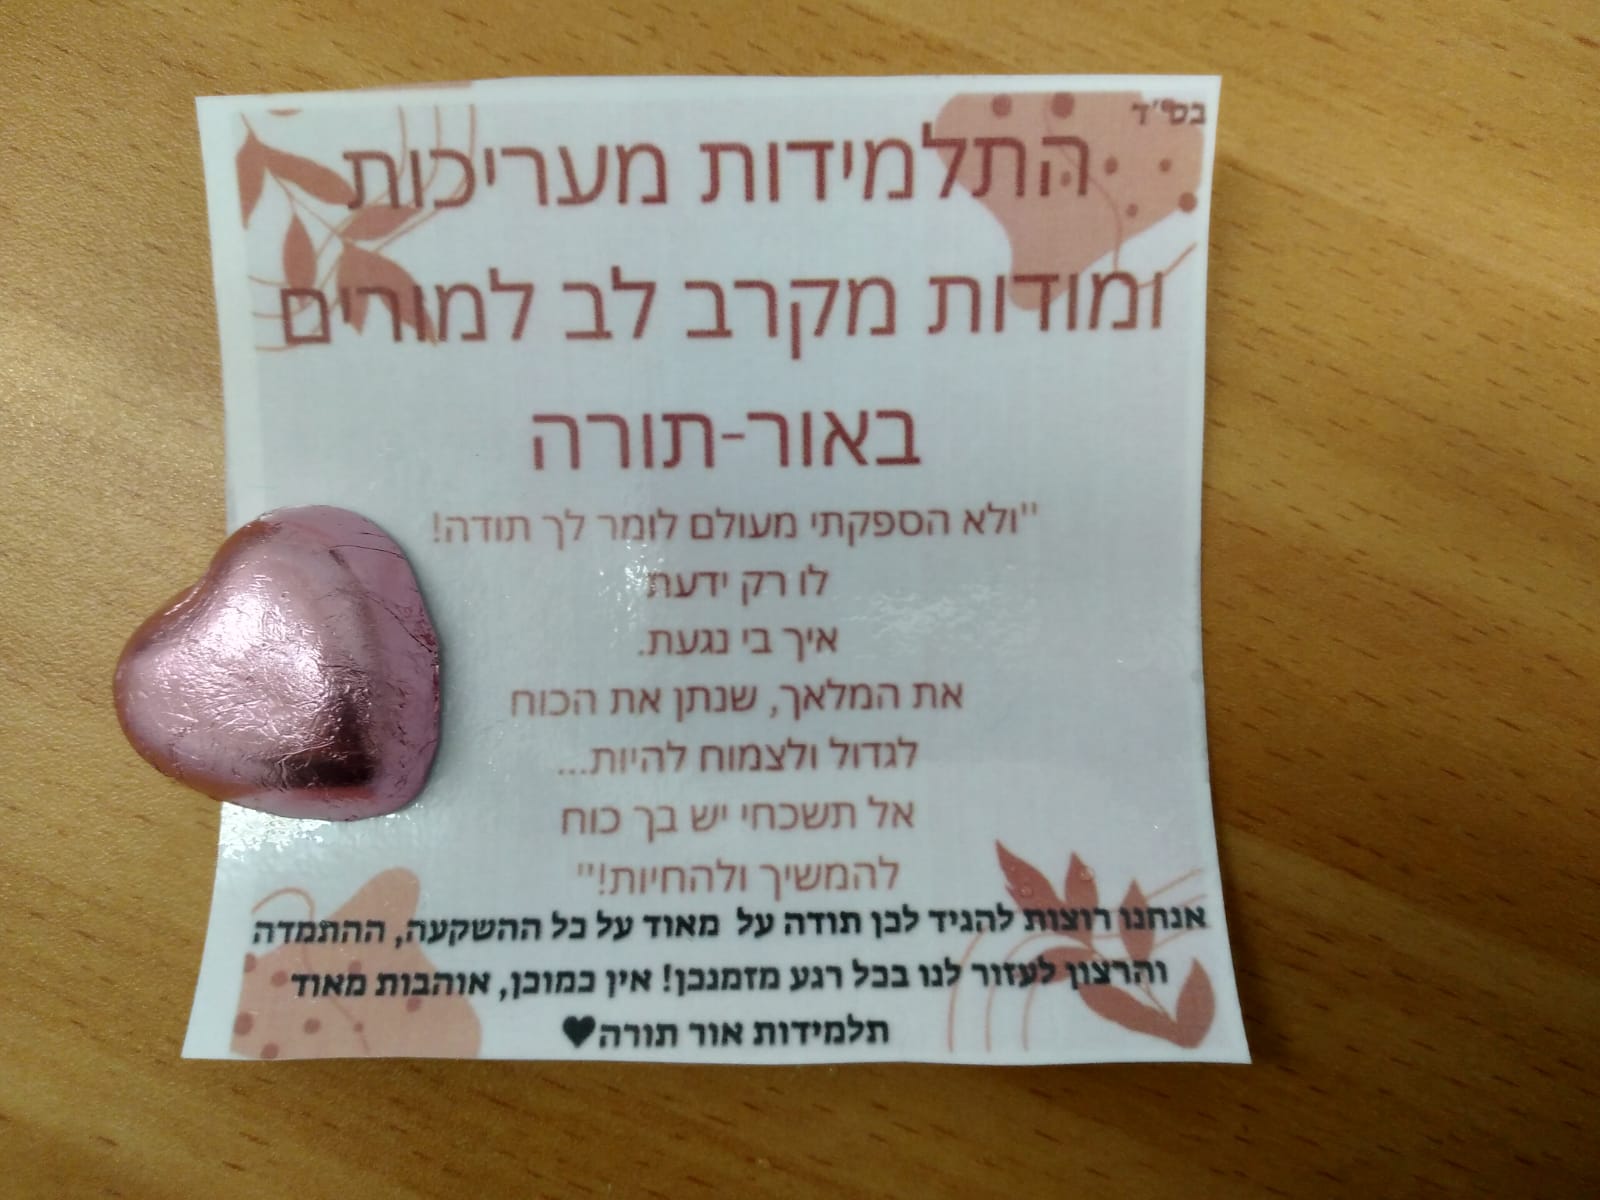 בס''ד
התלמידות מעריכות
ומודות מקרב לב למורים
באור-תורה
"ולא הספקתי מעולם לומר לך תודה!
לו רק ידעת
איך בי נגעת.
את המלאך, שנתן את הכוח
לגדול ולצמוח להיות...
אל תשכחי יש בך כוח
להמשיך ולהחיות!"
אנחנו רוצות להגיד לכן תודה על מאוד על כל ההשקעה, ההתמדה
והרצון לעזור לנו בכל רגע מזמנכן! אין כמוכן, אוהבות מאוד
תלמידות אור תורה♥